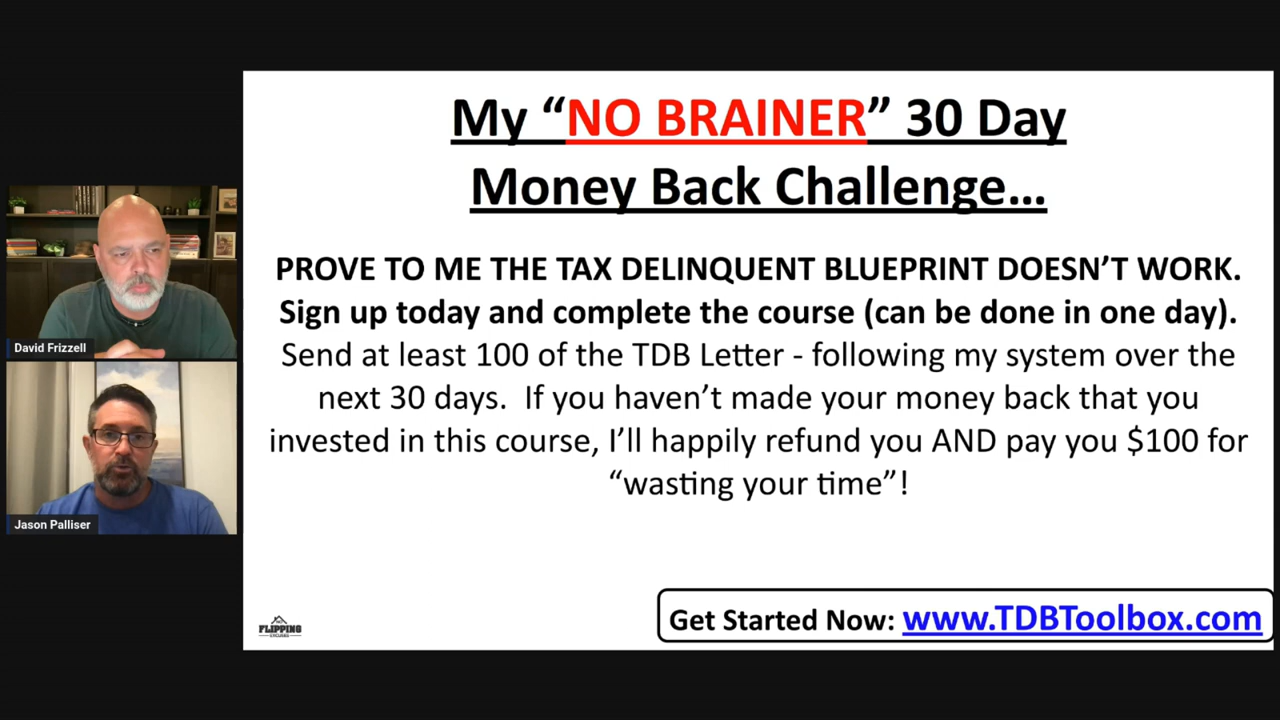 My “NO BRAINER” 30 Day
Money Back Challenge...
PROVE TO ME THE TAX DELINQUENT BLUEPRINT DOESN’T WORK.
Sign up today and complete the course (can be done in one day).
Send at least 100 of the TDB Letter - following my system over the
next 30 days.  If you haven’t made your money back that you
invested in this course, I’ll happily refund you AND pay you $100 for
“wasting your time”!
David Frizzell
Jason Palliser
FLIPPING
Get Started Now: www.TDBToolbox.com